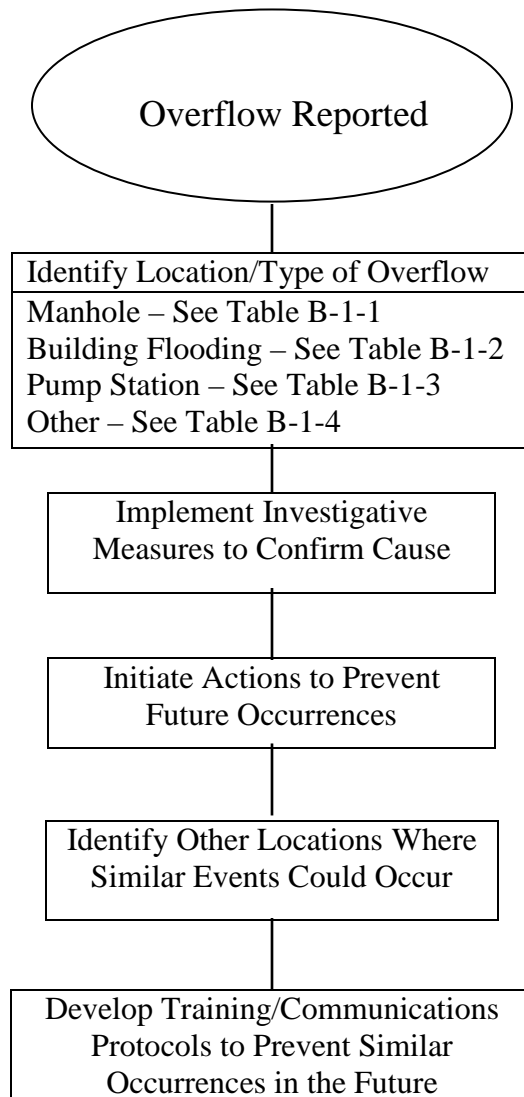 Overflow Reported
Identify Location/Type of Overflow
Manhole – See Table B-1-1
Building Flooding – See Table B-1-2
Pump Station – See Table B-1-3
Other – See Table B-1-4
Implement Investigative
Measures to Confirm Cause
Initiate Actions to Prevent
Future Occurrences
Identify Other Locations Where
Similar Events Could Occur
Develop Training/Communications
Protocols to Prevent Similar
Occurrences in the Future